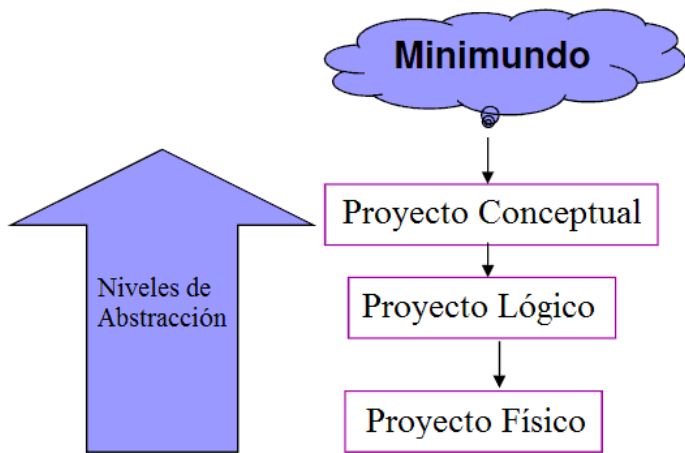 Minimundo
Proyecto Conceptual
Niveles de
Abstracción
Proyecto Lógico
Proyecto Físico